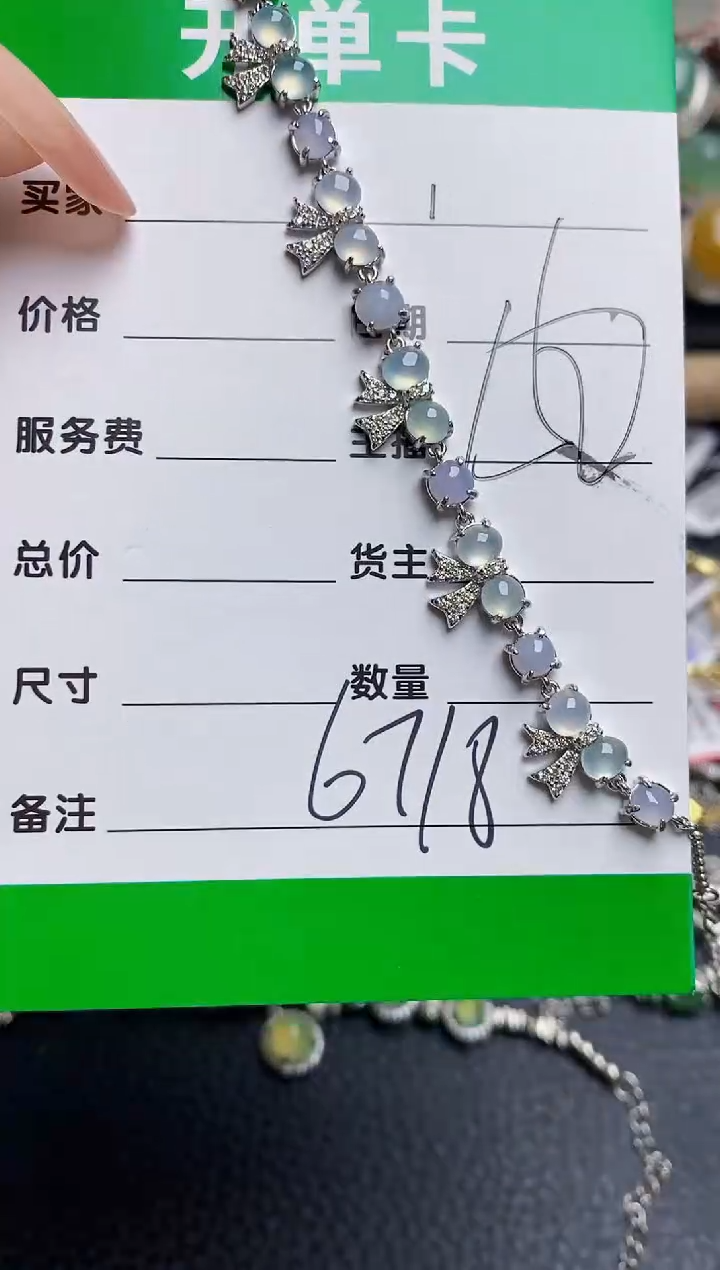 开单卡
买家
价格 日期
服务费 主播
总价 货主
尺寸 数量
6718
备注